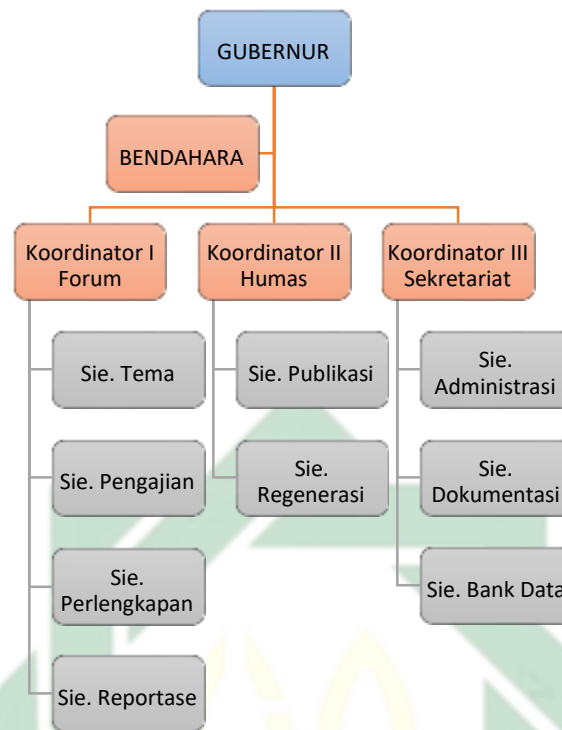 GUBERNUR
BENDAHARA
Koordinator I
Forum
Sie. Tema
Sie. Pengajian
Sie.
Perlengkapan
Sie. Reportase
Koordinator II
Humas
Sie. Publikasi
Sie.
Regenerasi
Koordinator III
Sekretariat
Sie.
Administrasi
Sie.
Dokumentasi
Sie. Bank Data